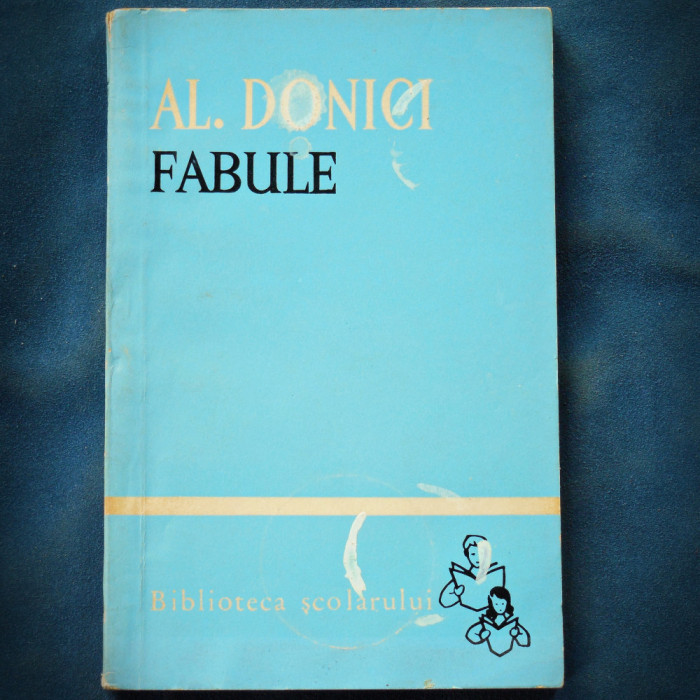 AL. DONICI
FABULE
Biblioteca școlarului